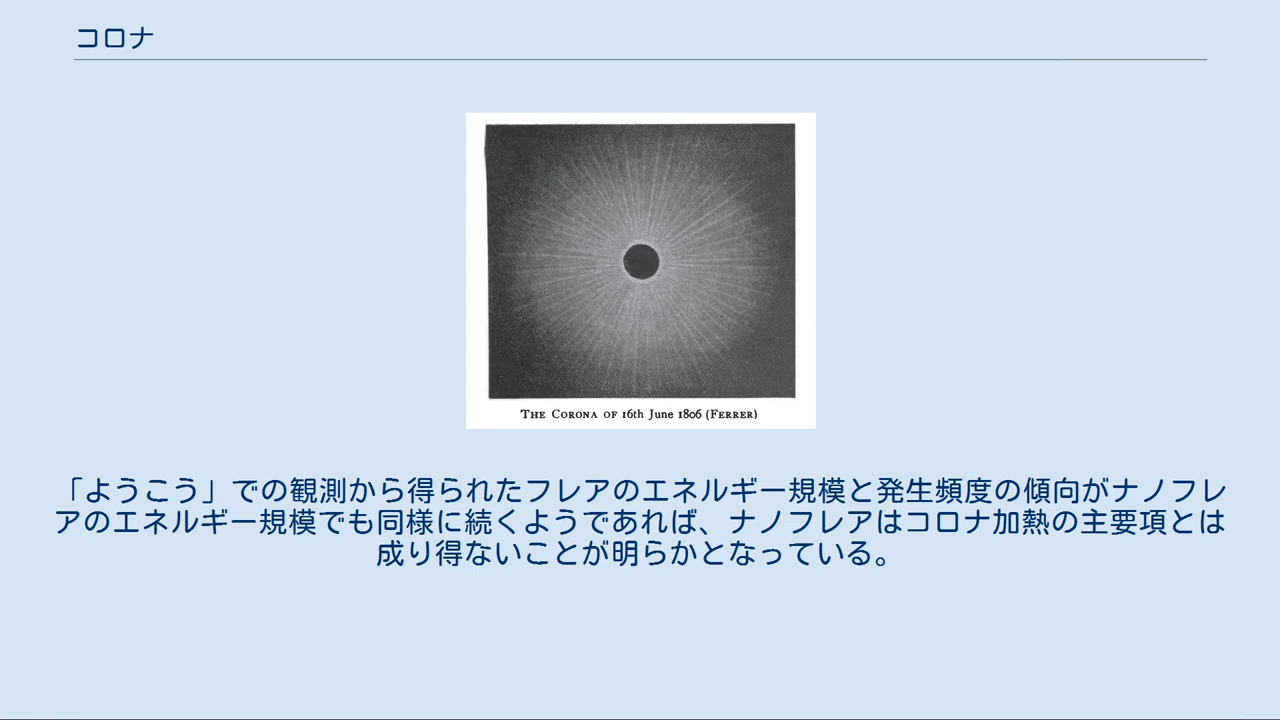 コロナ
THE CORONA OF 16th June 1806 (FERRER)
「ようこう」での観測から得られたフレアのエネルギー規模と発生頻度の傾向がナノフレ
アのエネルギー規模でも同様に続くようであれば、ナノフレアはコロナ加熱の主要項とは
成り得ないことが明らかとなっている。